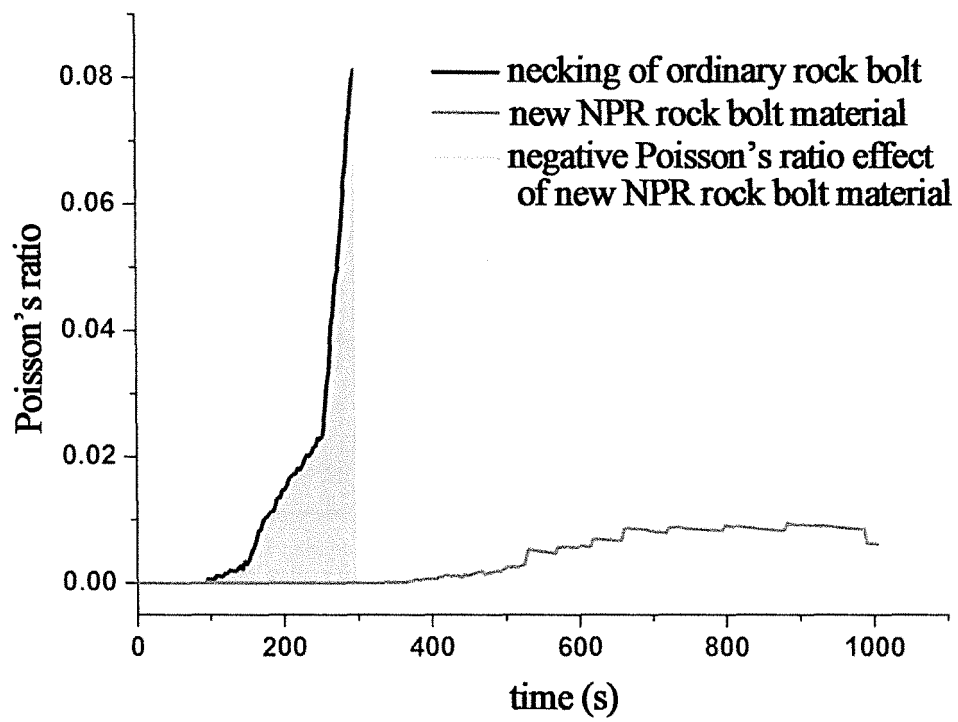 necking of ordinary rock bolt
new NPR rock bolt material
negative Poisson's ratio effect
of new NPR rock bolt material
Poisson's ratio
0.08
0.06
0.04
0.02
0.00
0 200 400 600 800 1000
time (s)